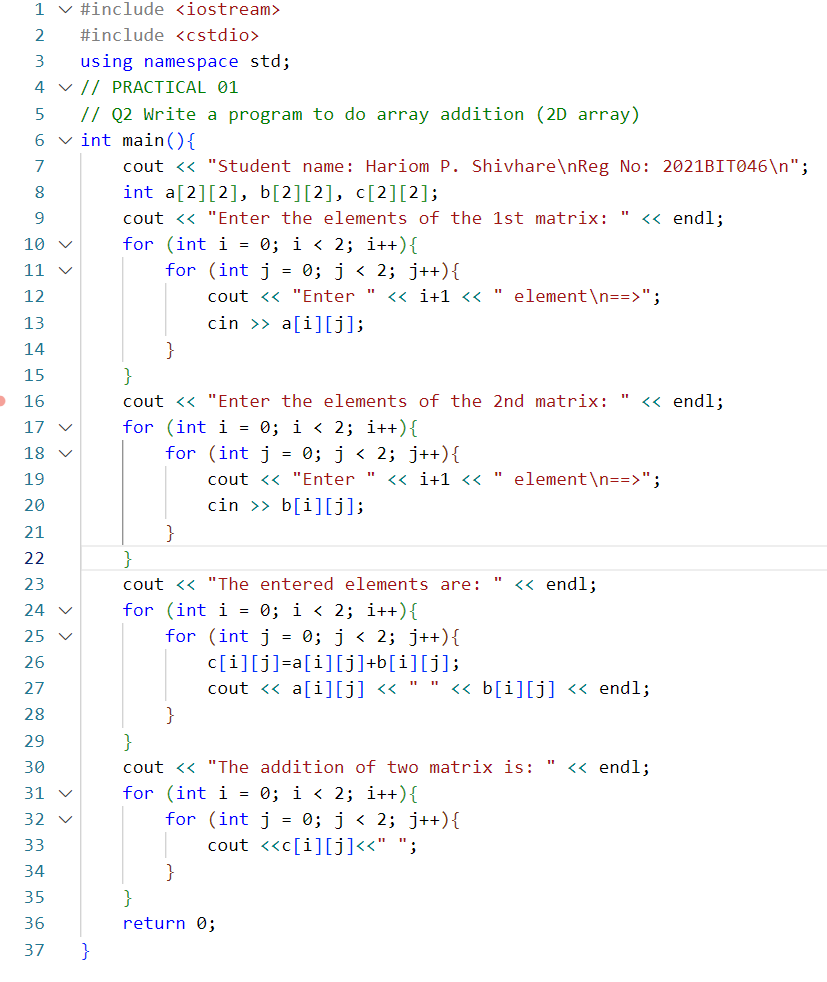 1 #include <iostream>
2 #include <cstdio>
3 using namespace std;
4 // PRACTICAL 01
5 // Q2 Write a program to do array addition (2D array)
6 int main(){
7     cout << "Student name: Hariom P. Shivhare\nReg No: 2021BIT046\n";
8     int a[2][2], b[2][2], c[2][2];
9     cout << "Enter the elements of the 1st matrix: " << endl;
10     for (int i = 0; i < 2; i++){
11         for (int j = 0; j < 2; j++){
12             cout << "Enter " << i+1 << " element\n==>";
13             cin >> a[i][j];
14         }
15     }
16     cout << "Enter the elements of the 2nd matrix: " << endl;
17     for (int i = 0; i < 2; i++){
18         for (int j = 0; j < 2; j++){
19             cout << "Enter " << i+1 << " element\n==>";
20             cin >> b[i][j];
21         }
22     }
23     cout << "The entered elements are: " << endl;
24     for (int i = 0; i < 2; i++){
25         for (int j = 0; j < 2; j++){
26             c[i][j]=a[i][j]+b[i][j];
27             cout << a[i][j] << " " << b[i][j] << endl;
28         }
29     }
30     cout << "The addition of two matrix is: " << endl;
31     for (int i = 0; i < 2; i++){
32         for (int j = 0; j < 2; j++){
33             cout <<c[i][j]<<" ";
34         }
35     }
36     return 0;
37 }